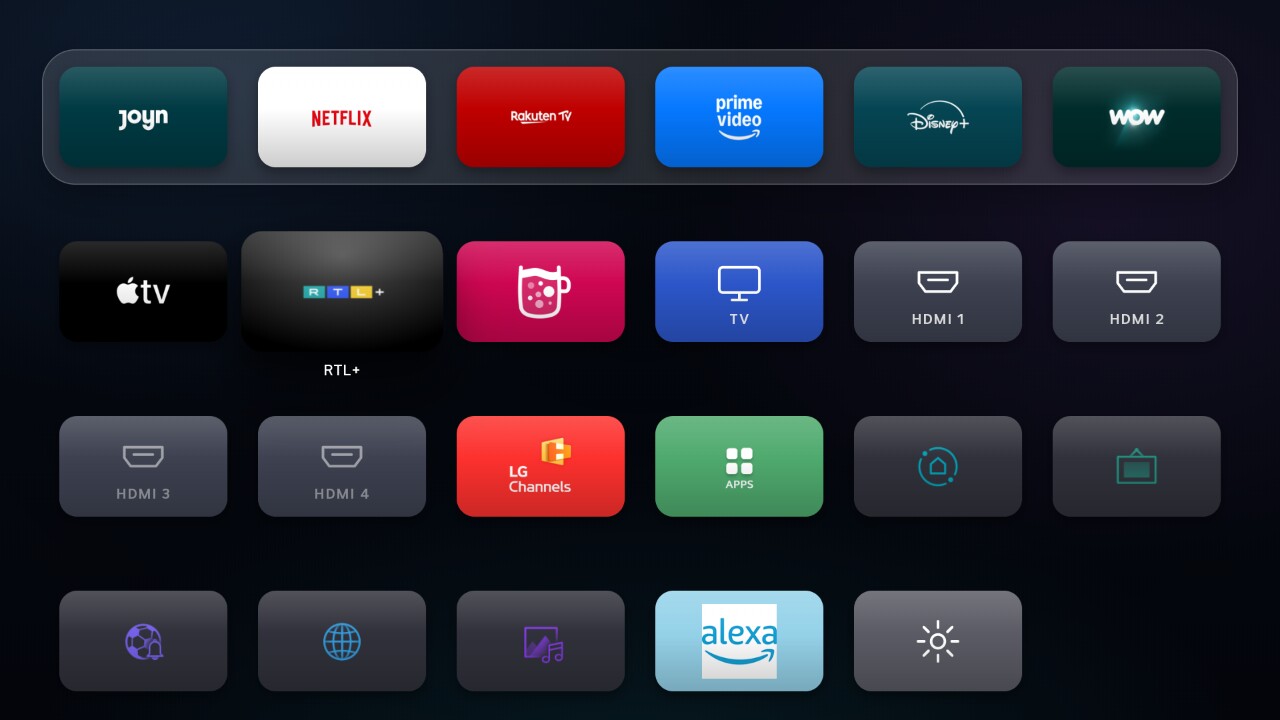 joyn
NETFLIX
Rakuten TV
prime
video
Disney+
WOW
tv
RTL+
RTL+
TV
HDMI 1
HDMI 2
HDMI 3
HDMI 4
LG
Channels
APPS
alexa